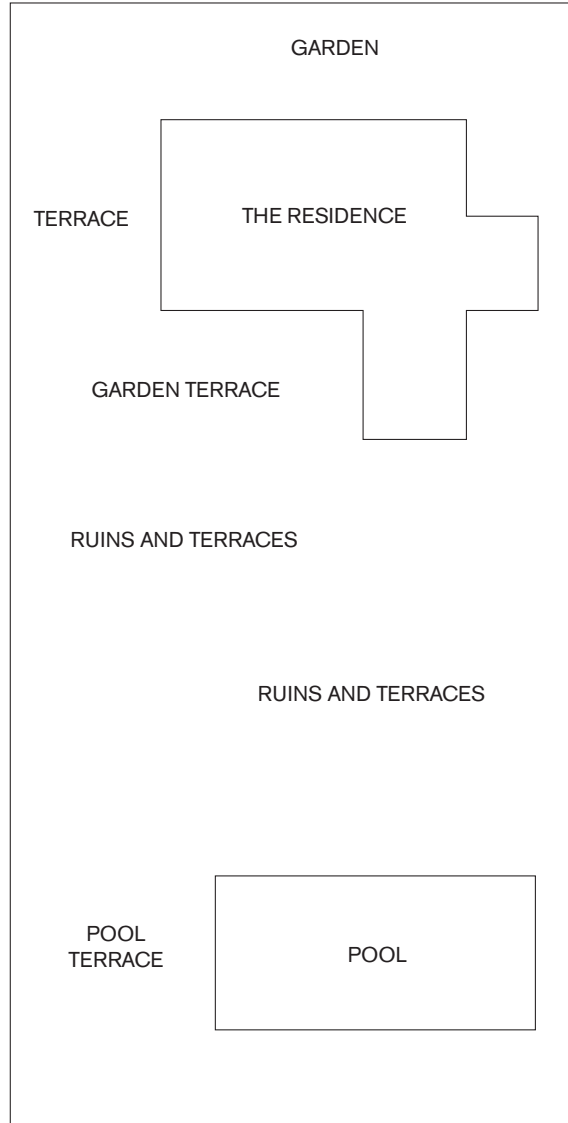 GARDEN
TERRACE
THE RESIDENCE
GARDEN TERRACE
RUINS AND TERRACES
RUINS AND TERRACES
POOL
TERRACE
POOL